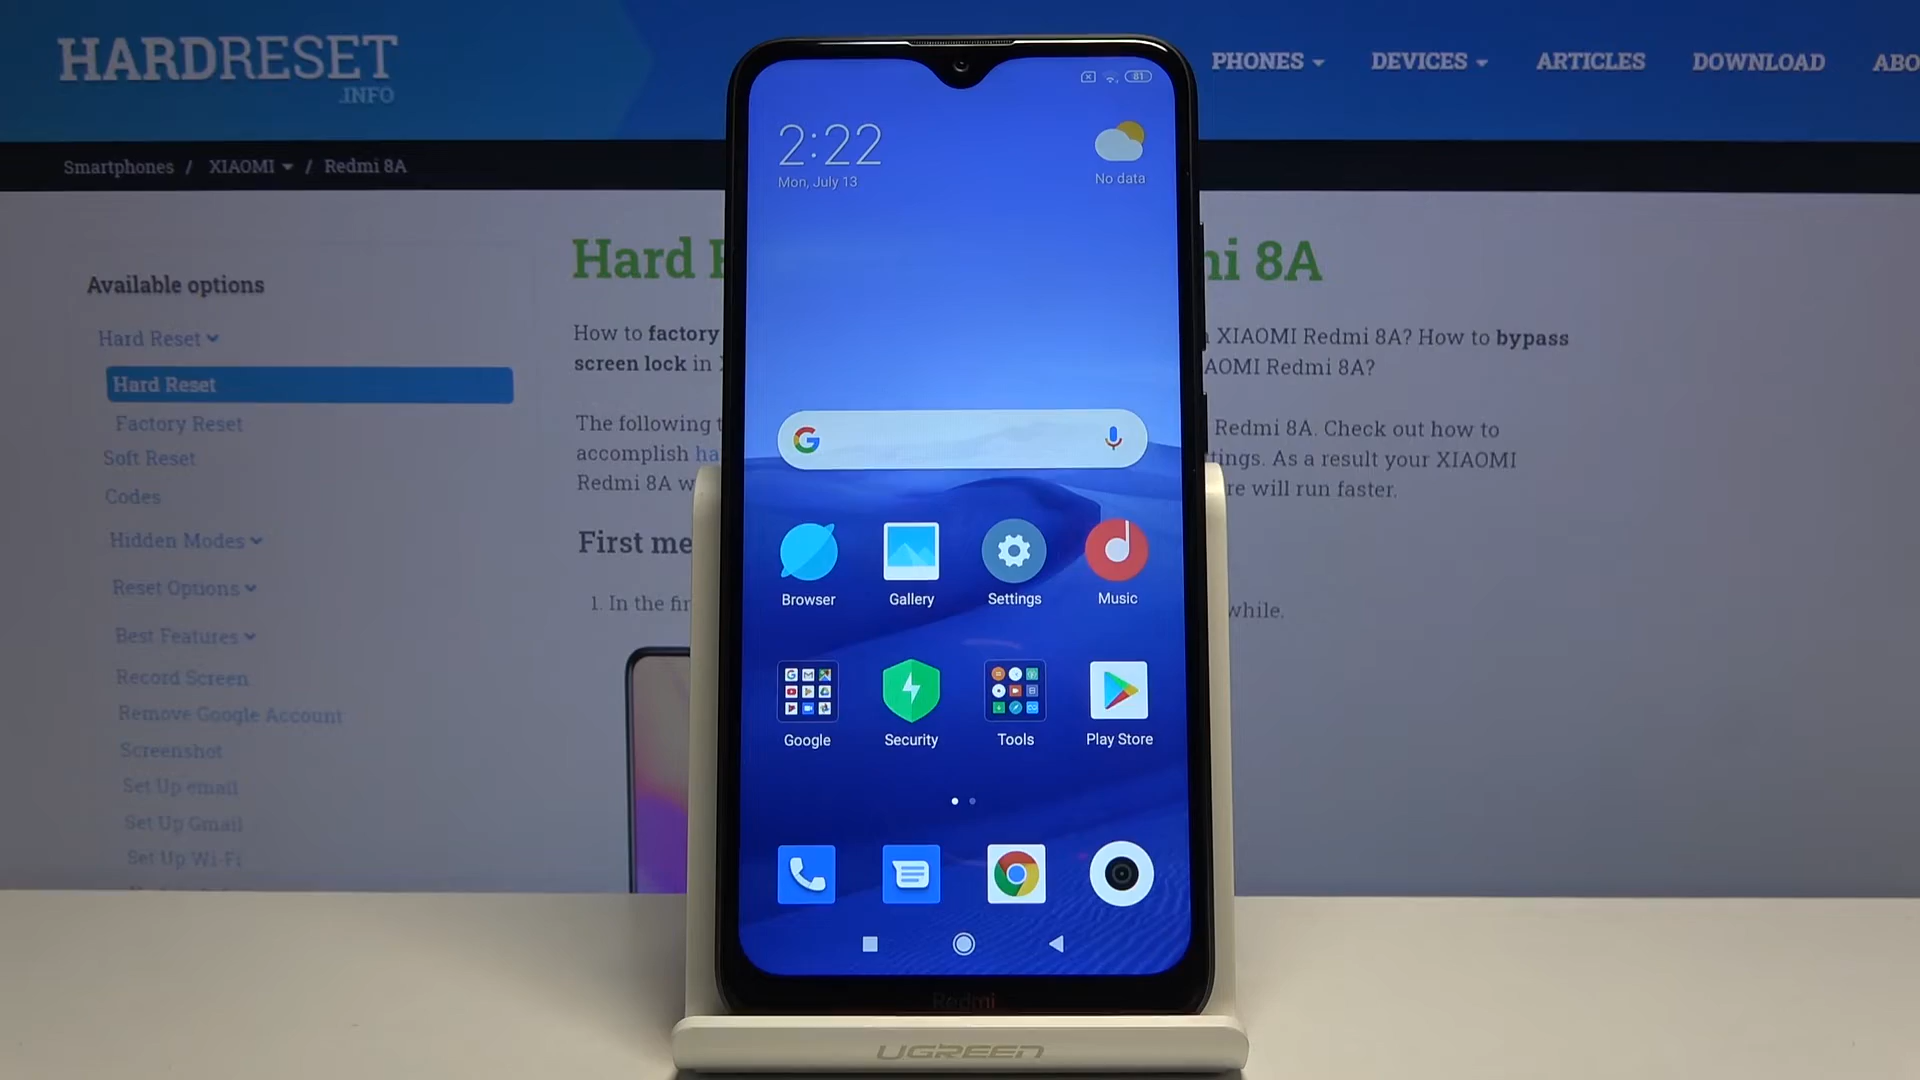 HARDRESET
.INFO
PHONES
DEVICES
ARTICLES
DOWNLOAD
ABO
Smartphones / XIAOMI / Redmi 8A
81
2:22
Mon, July 13
No data
Available options
Hard Reset
Hard Reset
Factory Reset
Soft Reset
Codes
Hidden Modes
Reset Options
Best Features
Record Screen
Remove Google Account
Screenshot
Set Up email
Set Up Gmail
Set Up Wi-Fi
Hard
8A
How to factory
XIAOMI Redmi 8A? How to bypass
screen lock in
AOMI Redmi 8A?
The following
Redmi 8A. Check out how to
accomplish ha
tings. As a result your XIAOMI
Redmi 8A w
re will run faster.
First me
1. In the fir
while.
Browser
Gallery
Settings
Music
Google
Security
Tools
Play Store
Redmi
UGREEN